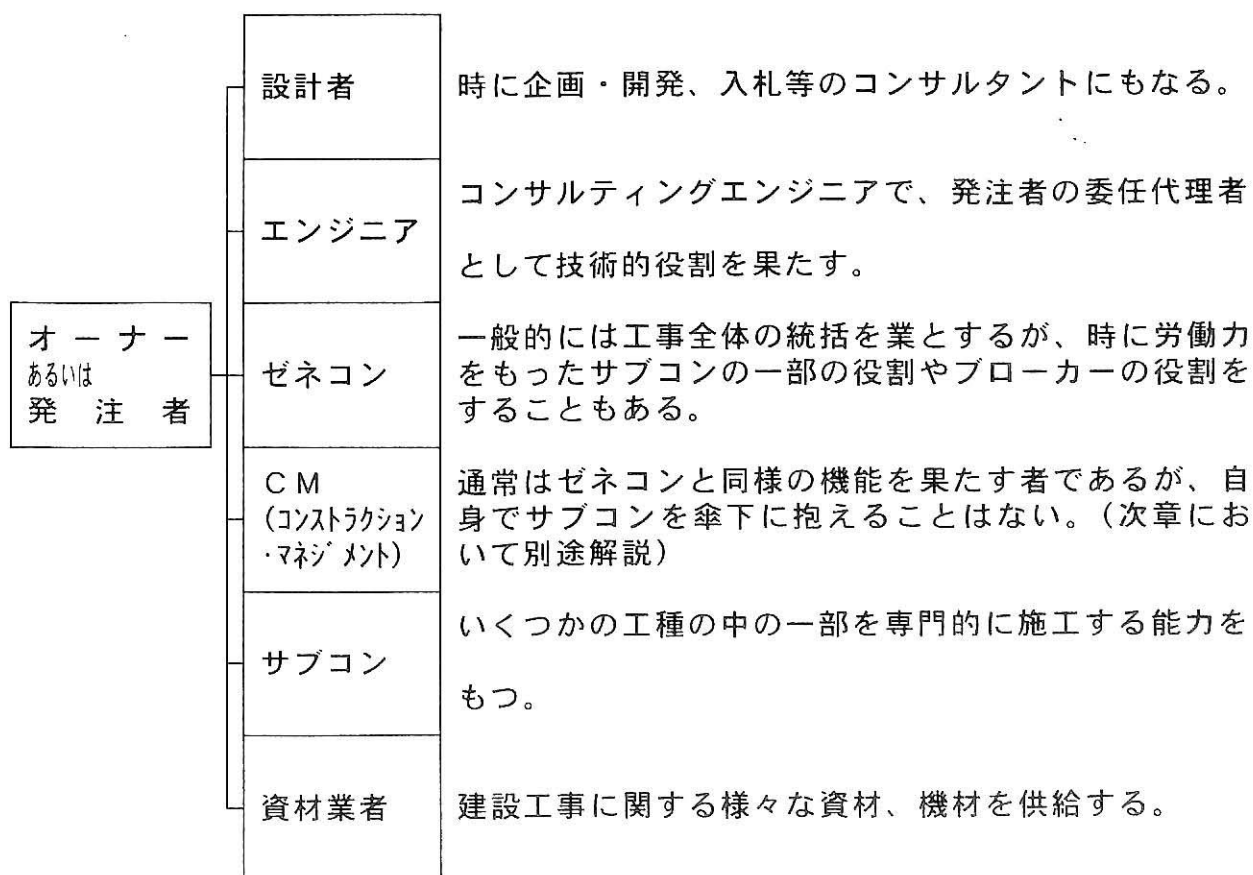 設計者
時に企画・開発、入札等のコンサルタントにもなる。
エンジニア
コンサルティングエンジニアで、発注者の委任代理者
として技術的役割を果たす。
オーナー
あるいは
発注者
ゼネコン
一般的には工事全体の統括を業とするが、時に労働力
をもったサブコンの一部の役割やブローカーの役割を
することもある。
CM
(コンストラクション
・マネジメント)
通常はゼネコンと同様の機能を果たす者であるが、自
身でサブコンを傘下に抱えることはない。(次章にお
いて別途解説)
サブコン
いくつかの工種の中の一部を専門的に施工する能力を
もつ。
資材業者
建設工事に関する様々な資材、機材を供給する。